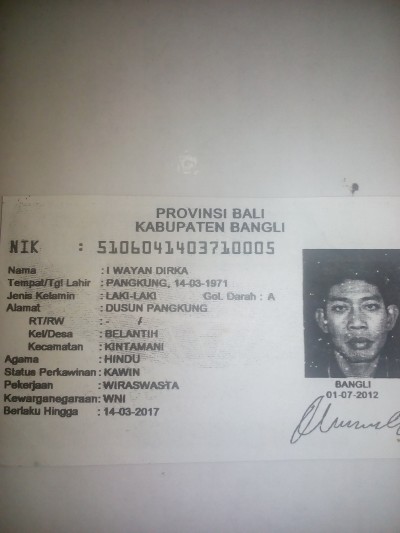 PROVINSI BALI
KABUPATEN BANGLI
NIK : 5106041403710005
Nama : I WAYAN DIRKA
Tempat/Tgl Lahir : PANGKUNG, 14-03-1971
Jenis Kelamin : LAKI-LAKI Gol. Darah : A
Alamat : DUSUN PANGKUNG
RT/RW : - /
Kel/Desa : BELANTIH
Kecamatan : KINTAMANI
Agama : HINDU
Status Perkawinan : KAWIN
Pekerjaan : WIRASWASTA
Kewarganegaraan : WNI
Berlaku Hingga : 14-03-2017
BANGLI
01-07-2012